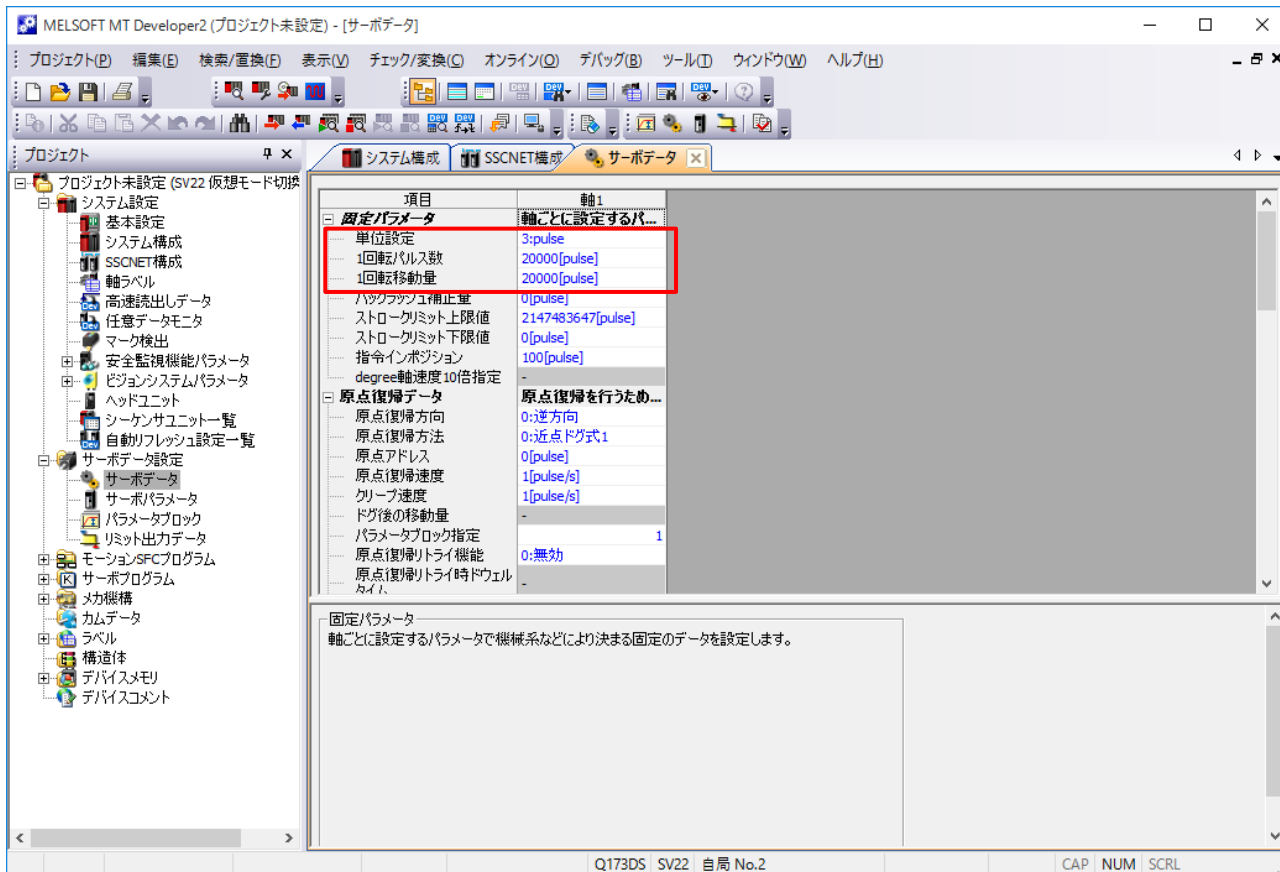 MELSOFT MT Developer2 (プロジェクト未設定) - [サーボデータ]
プロジェクト(P) 編集(E) 検索/置換(F) 表示(V) チェック/変換(C) オンライン(O) デバッグ(B) ツール(T) ウィンドウ(W) ヘルプ(H)
プロジェクト
システム構成 SSCNET構成 サーボデータ
プロジェクト未設定 (SV22 仮想モード切換
システム設定
基本設定
システム構成
SSCNET構成
軸ラベル
高速読出しデータ
任意データモニタ
マーク検出
安全監視機能パラメータ
ビジョンシステムパラメータ
ヘッドユニット
シーケンサユニット一覧
自動リフレッシュ設定一覧
サーボデータ設定
サーボデータ
サーボパラメータ
パラメータブロック
リミット出力データ
モーションSFCプログラム
サーボプログラム
メカ機構
カムデータ
ラベル
構造体
デバイスメモリ
デバイスコメント
項目 軸1
固定パラメータ 軸ごとに設定するパ...
単位設定 3:pulse
1回転パルス数 20000[pulse]
1回転移動量 20000[pulse]
バックラッシュ補正量 0[pulse]
ストロークリミット上限値 2147483647[pulse]
ストロークリミット下限値 0[pulse]
指令インポジション 100[pulse]
degree軸速度10倍指定 -
原点復帰データ 原点復帰を行うため...
原点復帰方向 0:逆方向
原点復帰方法 0:近点ドグ式1
原点アドレス 0[pulse]
原点復帰速度 1[pulse/s]
クリープ速度 1[pulse/s]
ドグ後の移動量 -
パラメータブロック指定 1
原点復帰リトライ機能 0:無効
原点復帰リトライ時ドウェル
タイム -
固定パラメータ
軸ごとに設定するパラメータで機械系などにより決まる固定のデータを設定します。
Q173DS SV22 自局 No.2 CAP NUM SCRL